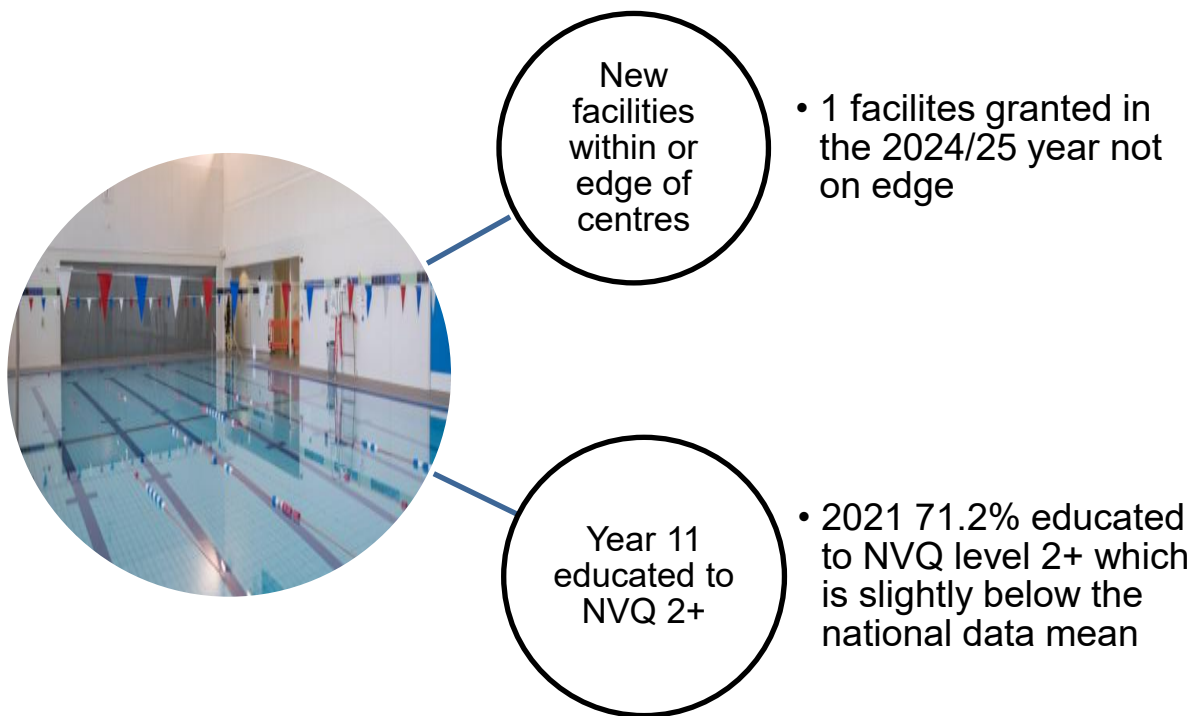 New
facilities
within or
edge of
centres
• 1 facilites granted in
the 2024/25 year not
on edge
Year 11
educated to
NVQ 2+
• 2021 71.2% educated
to NVQ level 2+ which
is slightly below the
national data mean